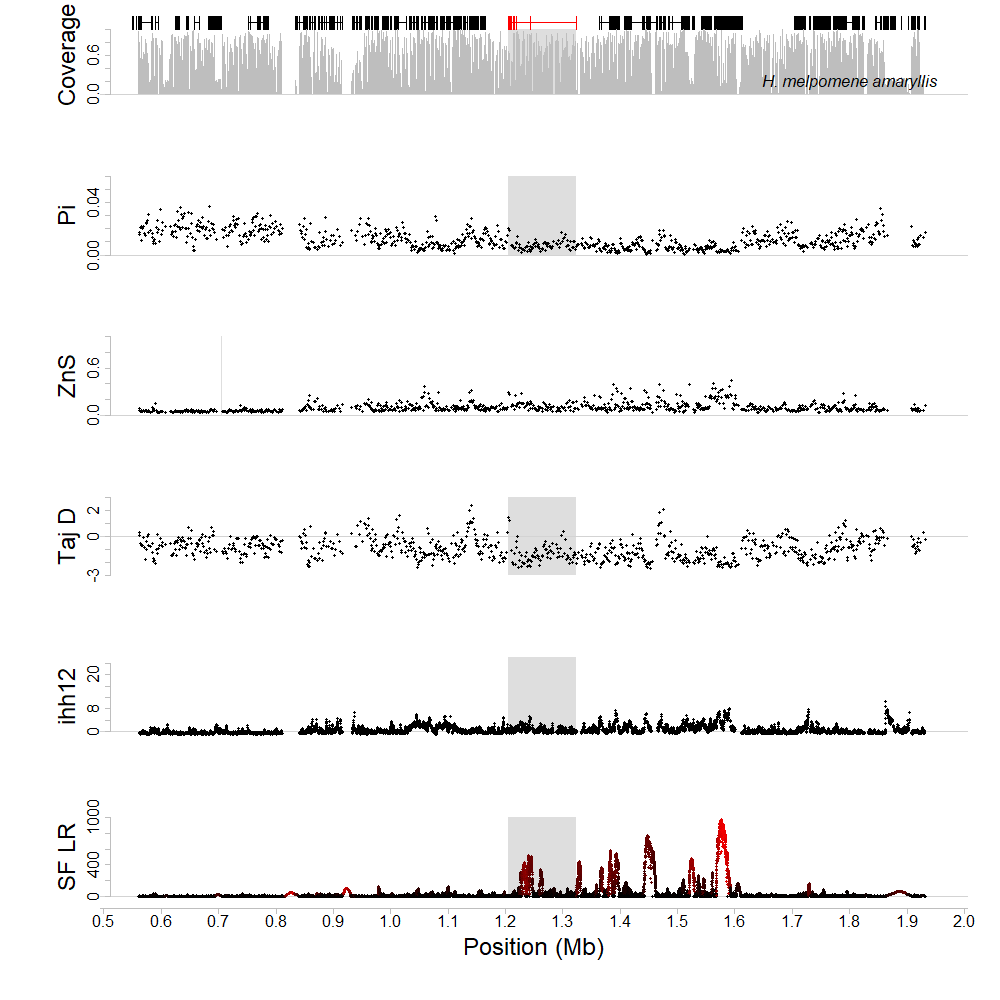 Coverage
0.0 0.6
H. melpomene amaryllis
Pi
0.00 0.04
ZnS
0.0 0.6
Taj D
-3 0 2
ihh12
0 8 20
SF LR
0 400 1000
0.5 0.6 0.7 0.8 0.9 1.0 1.1 1.2 1.3 1.4 1.5 1.6 1.7 1.8 1.9 2.0
Position (Mb)